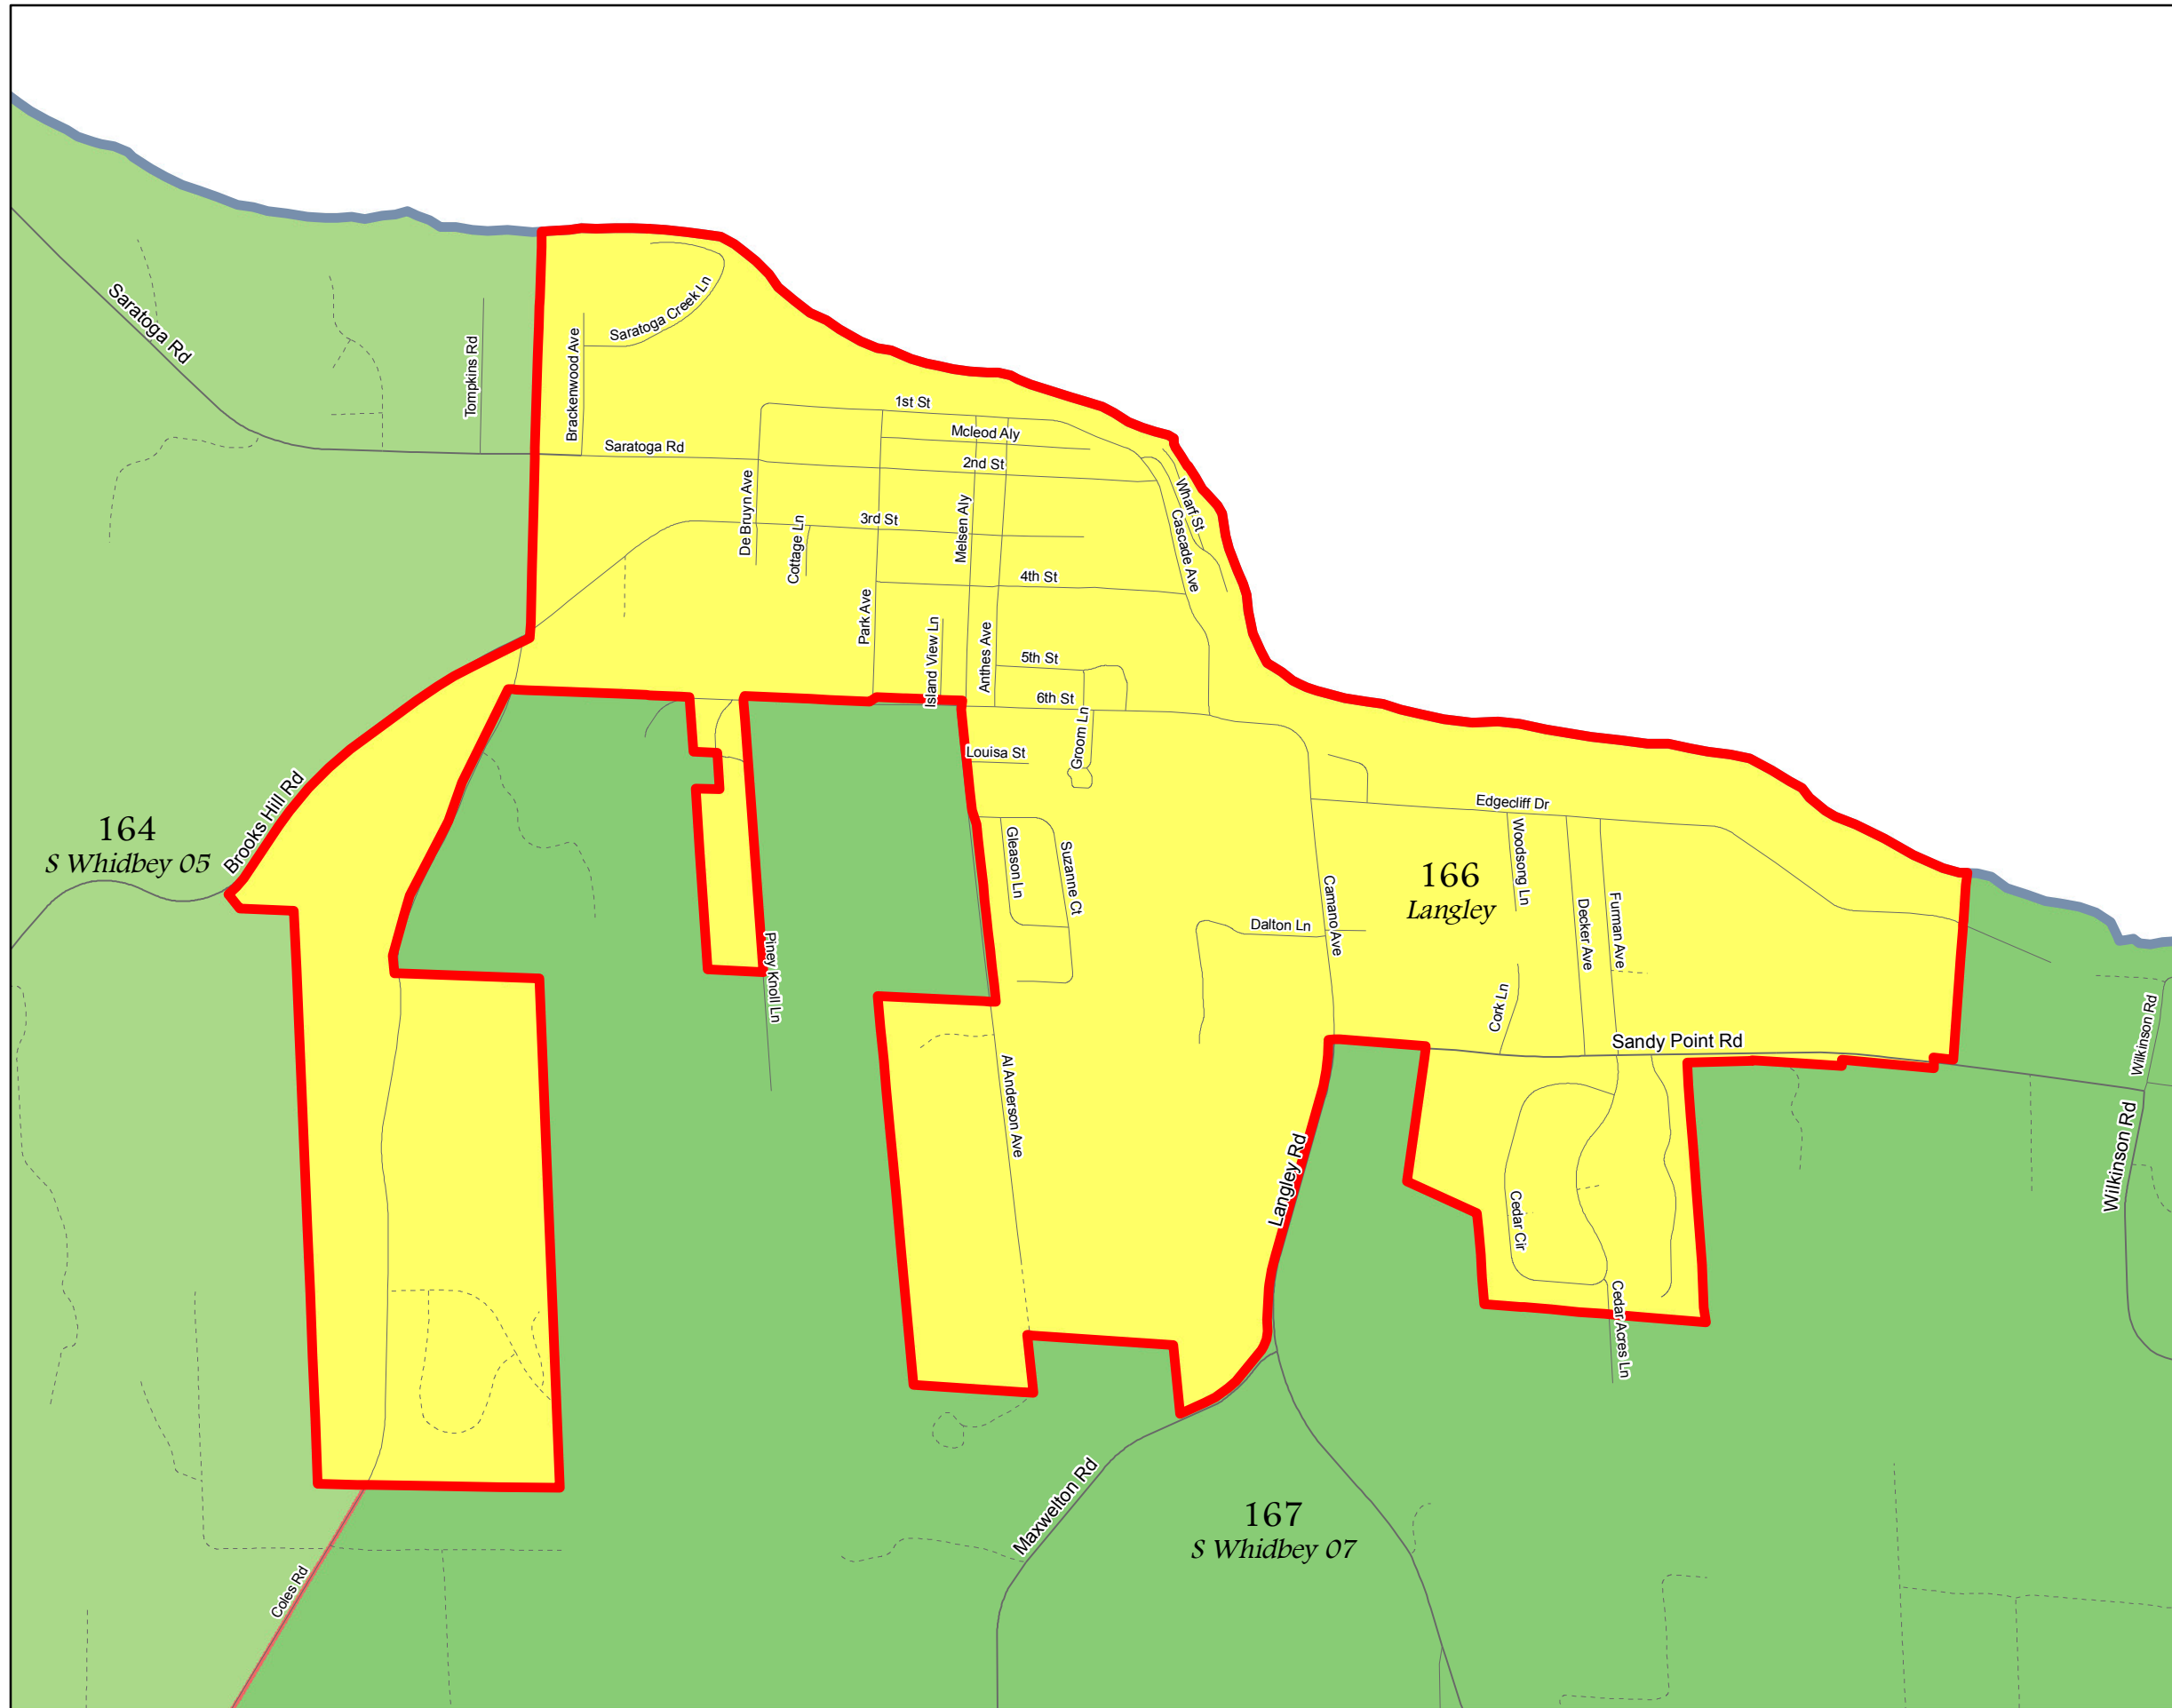 Saratoga Rd
Tompkins Rd
Brackenwood Ave
Saratoga Creek Ln
1st St
Mcleod Aly
Saratoga Rd
2nd St
De Bruyn Ave
Cottage Ln
3rd St
Melsen Aly
Wharf St
Cascade Ave
4th St
Park Ave
Island View Ln
Anthes Ave
5th St
6th St
Groom Ln
Louisa St
Brooks Hill Rd
164
S Whidbey 05
Gleason Ln
Suzanne Ct
Edgecliff Dr
Woodsong Ln
166
Langley
Camano Ave
Dalton Ln
Decker Ave
Furman Ave
Piney Knoll Ln
Cork Ln
Sandy Point Rd
Wilkinson Rd
Al Anderson Ave
Langley Rd
Cedar Cir
Wilkinson Rd
Cedar Acres Ln
Maxwelton Rd
167
S Whidbey 07
Coles Rd